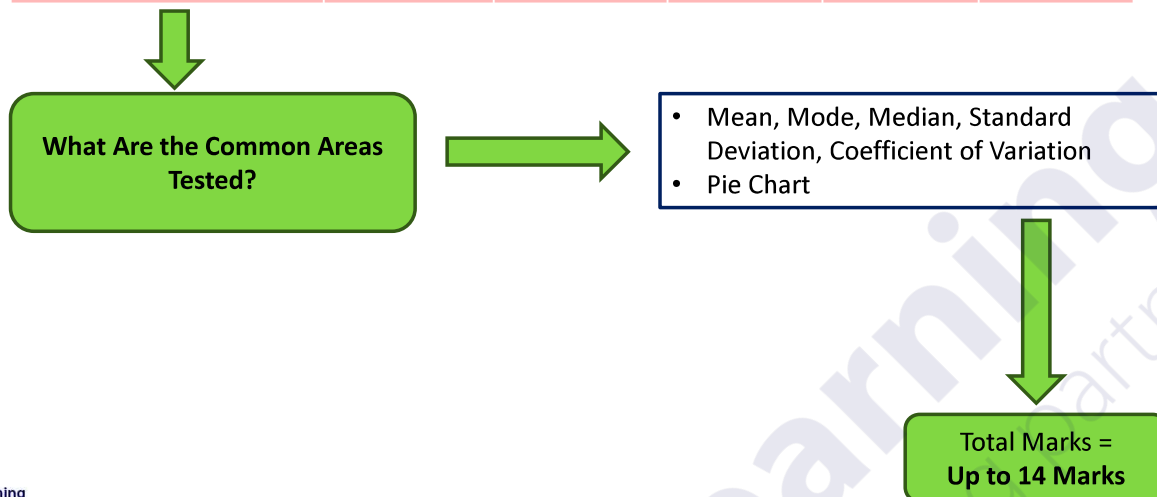 What Are the Common Areas
Tested?
• Mean, Mode, Median, Standard
Deviation, Coefficient of Variation
• Pie Chart
Total Marks =
Up to 14 Marks